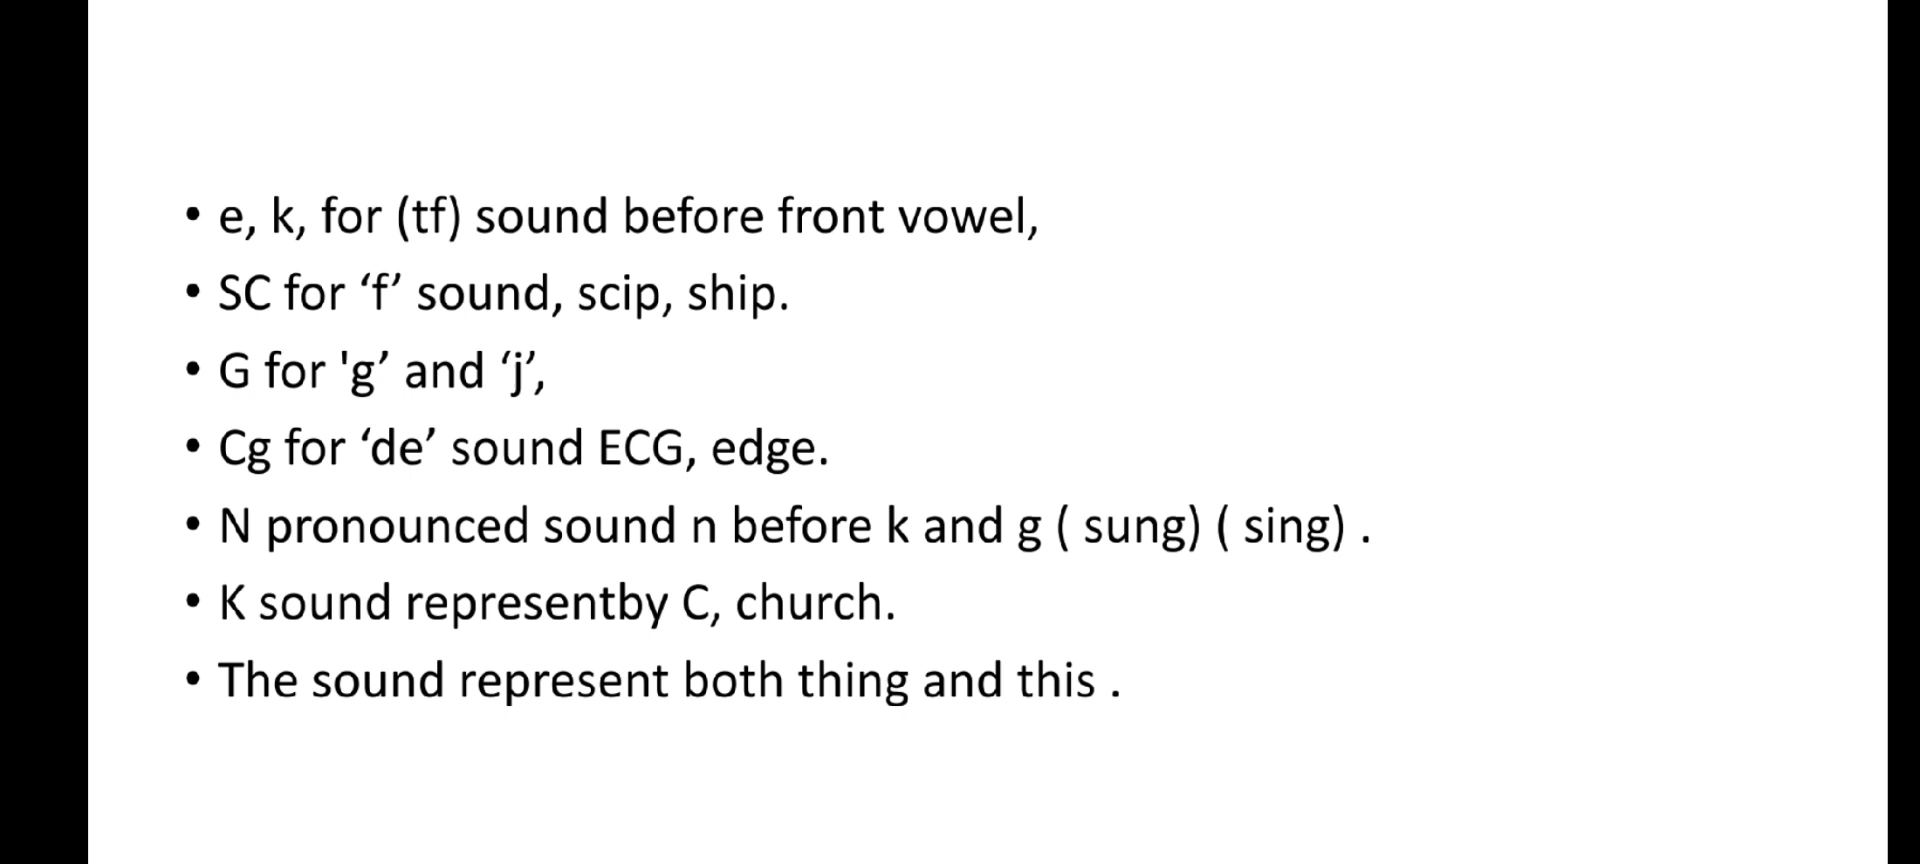 • e, k, for (tf) sound before front vowel,
• SC for ‘f’ sound, scip, ship.
• G for 'g’ and ‘j’,
• Cg for ‘de’ sound ECG, edge.
• N pronounced sound n before k and g ( sung) ( sing) .
• K sound representby C, church.
• The sound represent both thing and this .